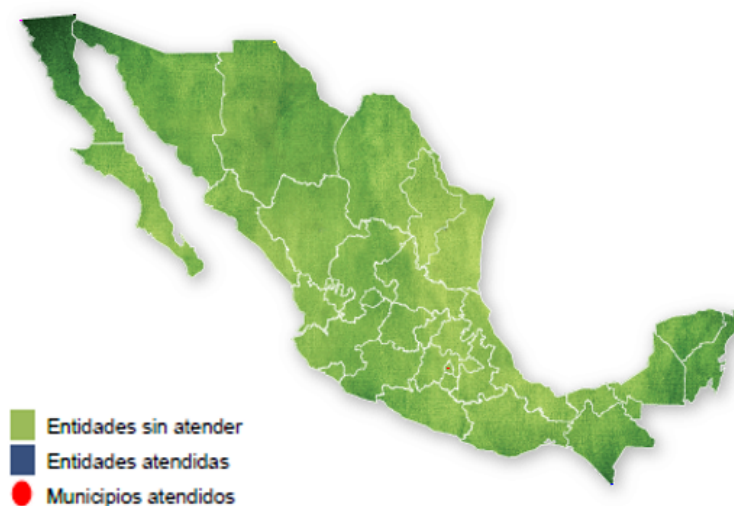 Entidades sin atender
Entidades atendidas
Municipios atendidos